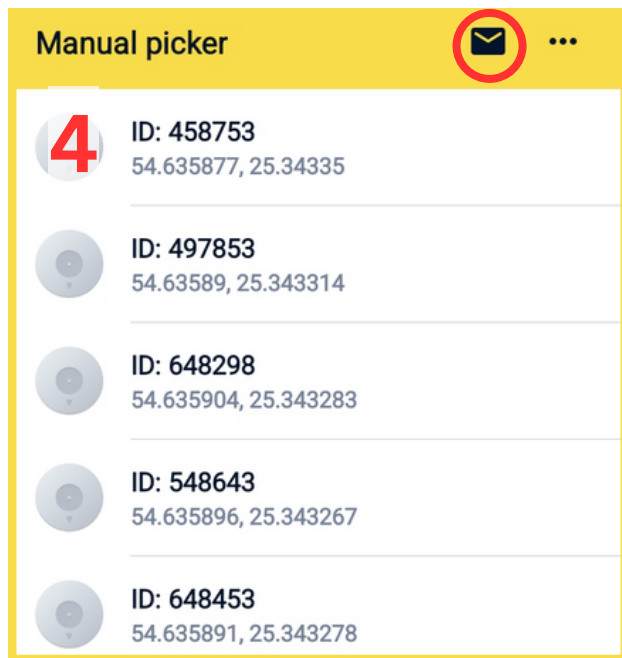 Manual picker
4
ID: 458753
54.635877, 25.34335
ID: 497853
54.63589, 25.343314
ID: 648298
54.635904, 25.343283
ID: 548643
54.635896, 25.343267
ID: 648453
54.635891, 25.343278